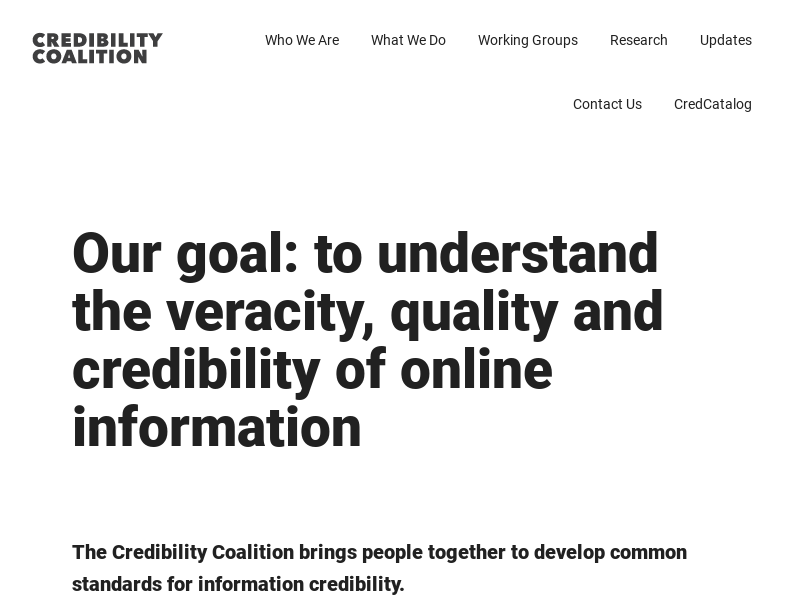 CREDIBILITY
COALITION
Who We Are
What We Do
Working Groups
Research
Updates
Contact Us
CredCatalog
Our goal: to understand
the veracity, quality and
credibility of online
information
The Credibility Coalition brings people together to develop common
standards for information credibility.